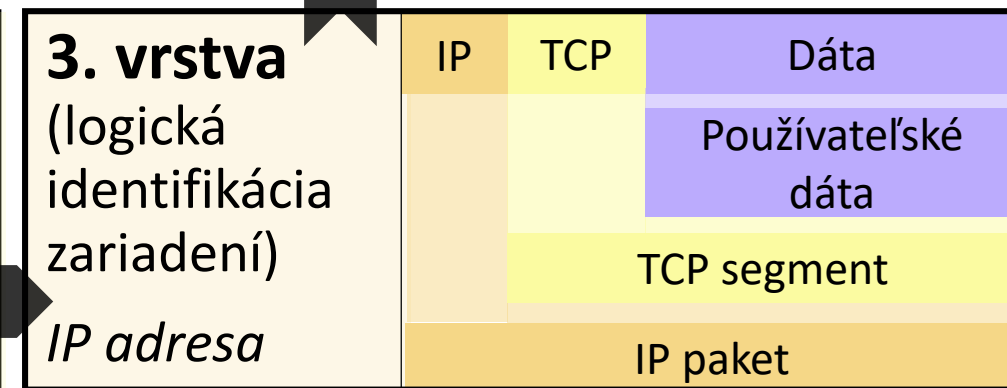 3. vrstva
(logická
identifikácia
zariadení)
IP adresa
IP TCP Dáta
Používateľské
dáta
TCP segment
IP paket